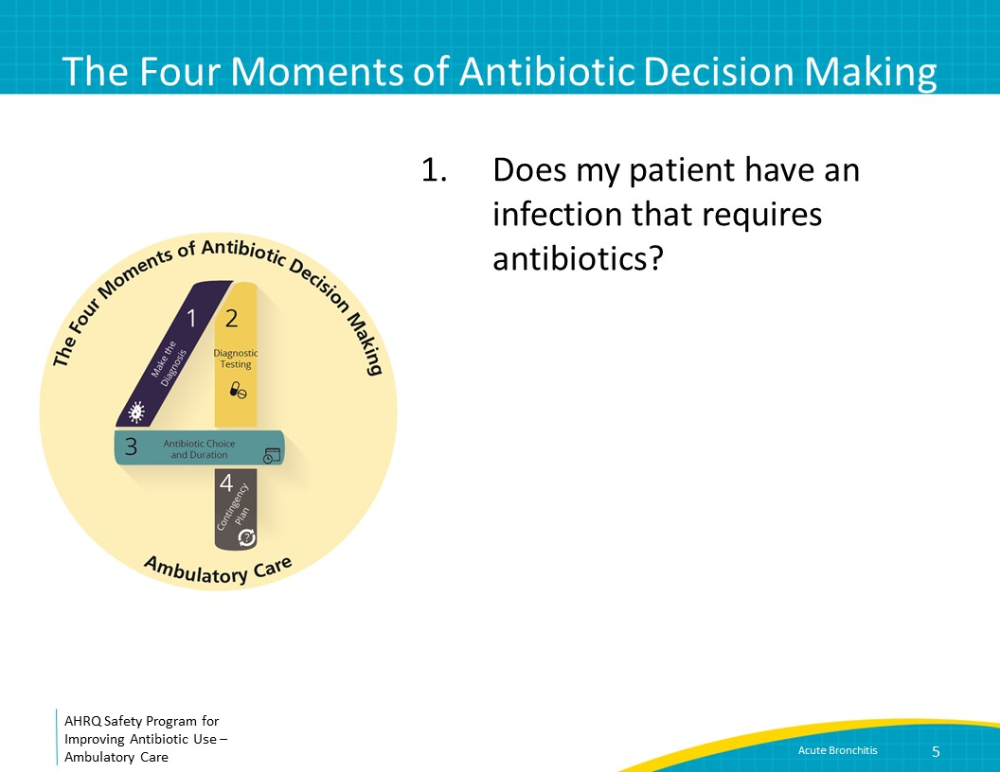 The Four Moments of Antibiotic Decision Making
1. Does my patient have an
infection that requires
antibiotics?
The Four Moments of Antibiotic Decision Making
1
Make the
Diagnosis
2
Diagnostic
Testing
3
Antibiotic Choice
and Duration
4
Contingency
Plan
?
Ambulatory Care
AHRQ Safety Program for
Improving Antibiotic Use –
Ambulatory Care
Acute Bronchitis
5